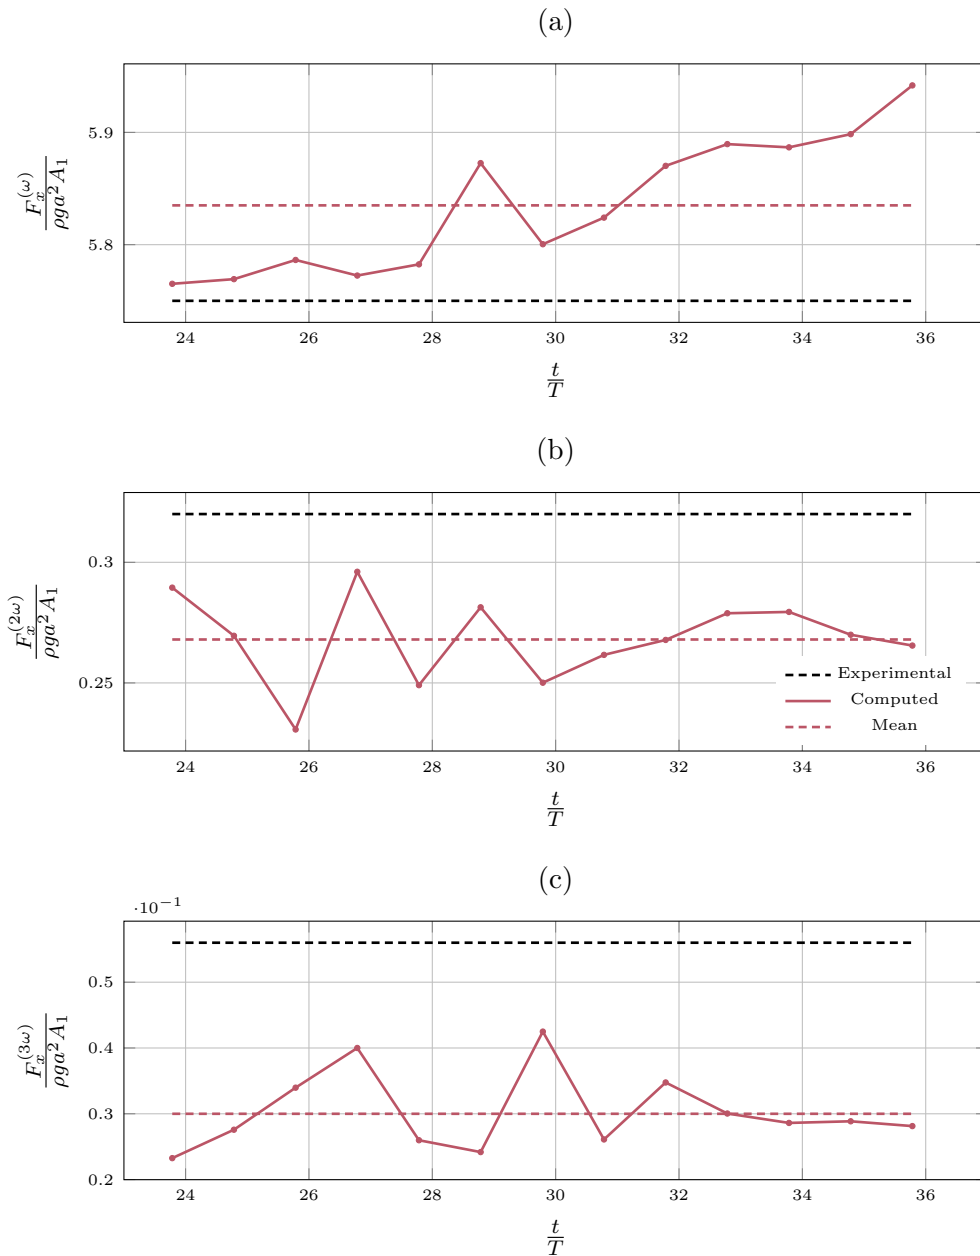 (a)
5.9
5.8
F_x^{(ω)}
ρga²A₁
24 26 28 30 32 34 36
t
T
(b)
0.3
0.25
F_x^{(2ω)}
ρga²A₁
Experimental
Computed
Mean
24 26 28 30 32 34 36
t
T
(c)
·10⁻¹
0.5
0.4
0.3
0.2
F_x^{(3ω)}
ρga²A₁
24 26 28 30 32 34 36
t
T